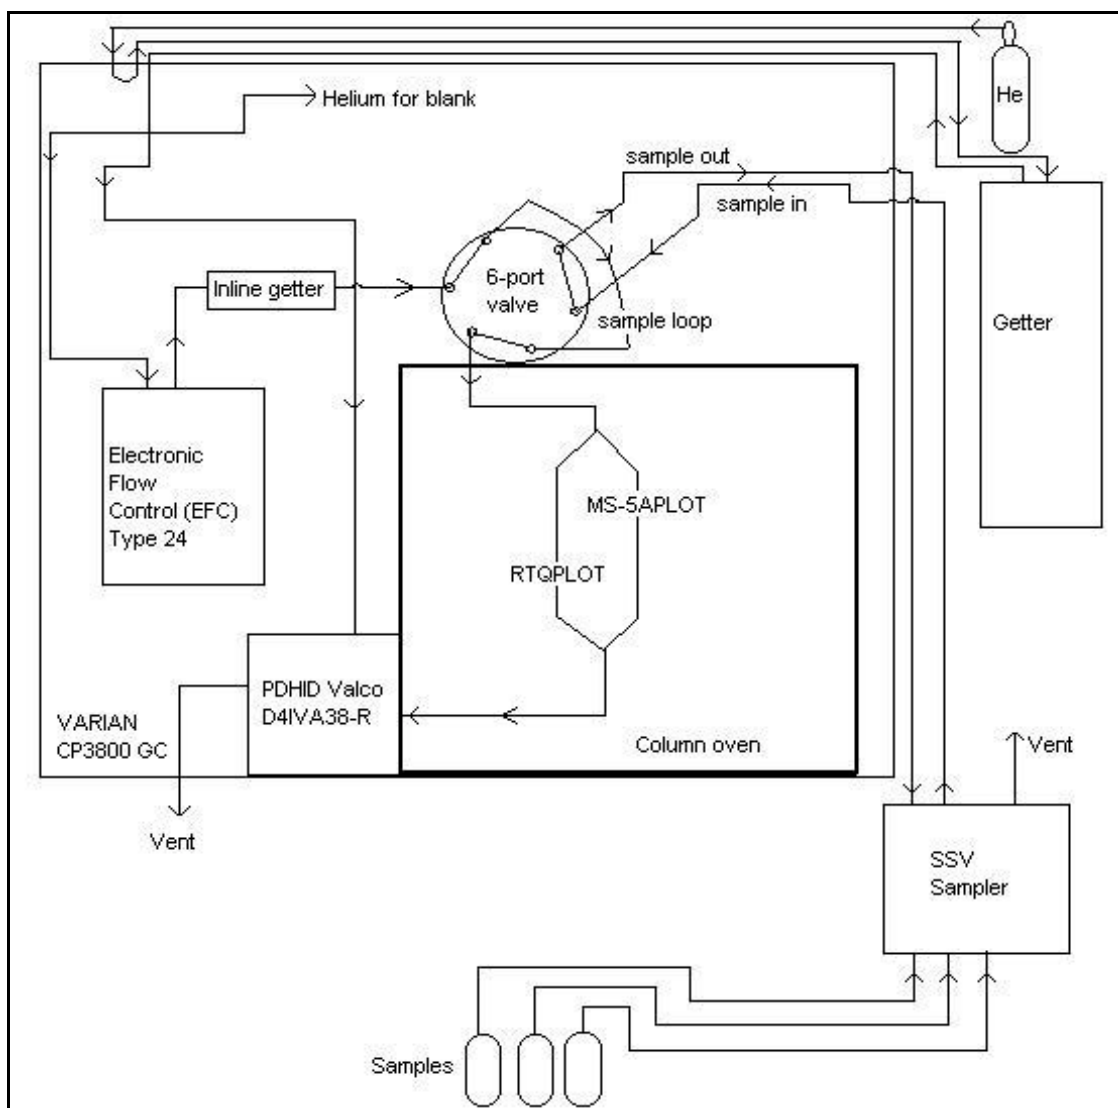 He
Helium for blank
sample out
sample in
6-port
valve
Inline getter
sample loop
Getter
Electronic
Flow
Control (EFC)
Type 24
MS-5APLOT
RTQPLOT
PDHID Valco
D4IVA38-R
VARIAN
CP3800 GC
Column oven
Vent
Vent
SSV
Sampler
Samples